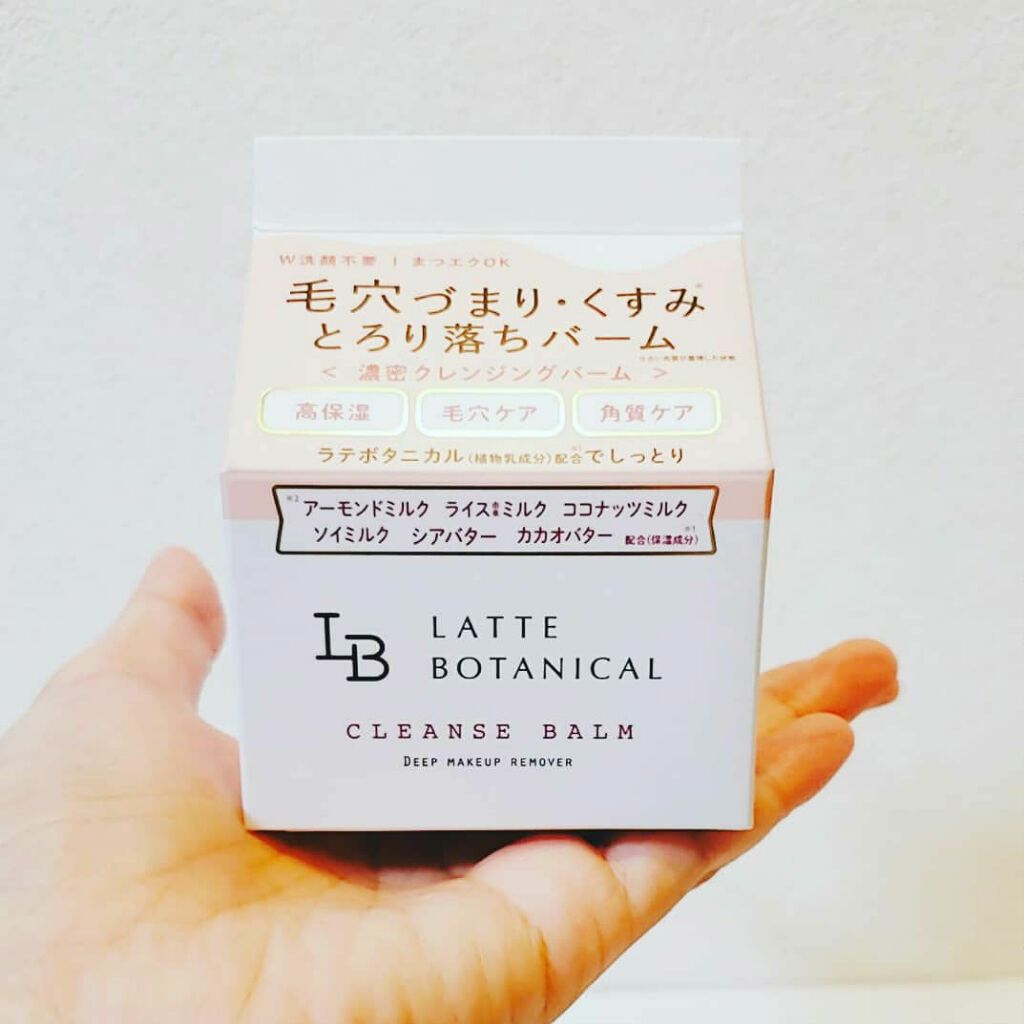 W洗顔不要 | まつエクOK
毛穴づまり・くすみ※
とろり落ちバーム
＜ 濃密クレンジングバーム ＞
高保湿 毛穴ケア 角質ケア
ラテボタニカル(植物乳成分)配合※1でしっとり
※2アーモンドミルク ライスミルク ココナッツミルク
ソイミルク シアバター カカオバター 配合(保湿成分)※1
LB LATTE
BOTANICAL
CLEANSE BALM
DEEP MAKEUP REMOVER